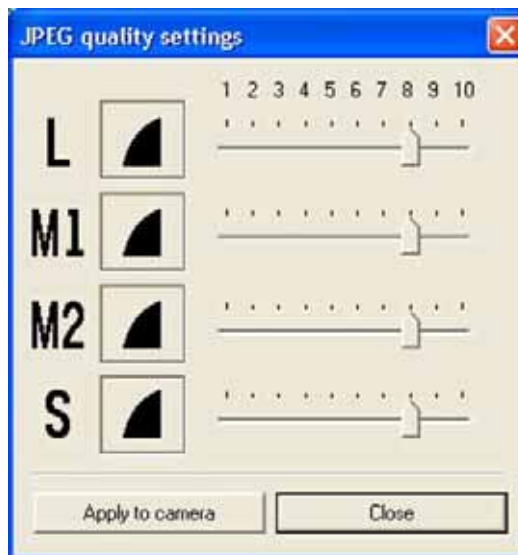 JPEG quality settings
1 2 3 4 5 6 7 8 9 10
L
M1
M2
S
Apply to camera Close